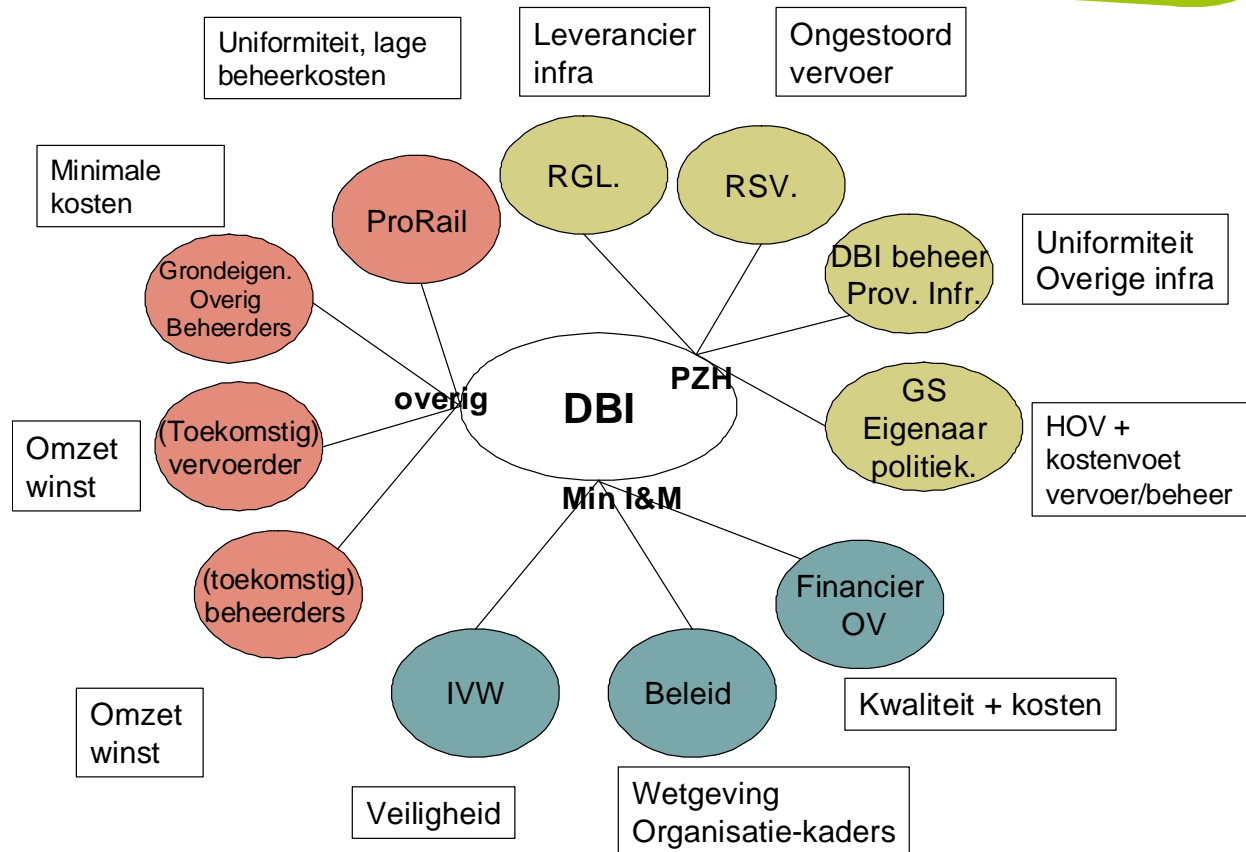 Uniformiteit, lage
beheerkosten
Leverancier
infra
Ongestoord
vervoer
Minimale
kosten
ProRail
RGL.
RSV.
Grondeigen.
Overig
Beheerders
DBI beheer
Prov. Infr.
Uniformiteit
Overige infra
overig
DBI
PZH
GS
Eigenaar
politiek.
HOV +
kostenvoet
vervoer/beheer
Omzet
winst
(Toekomstig)
vervoerder
Min I&M
(toekomstig)
beheerders
Financier
OV
Omzet
winst
IVW
Beleid
Kwaliteit + kosten
Veiligheid
Wetgeving
Organisatie-kaders